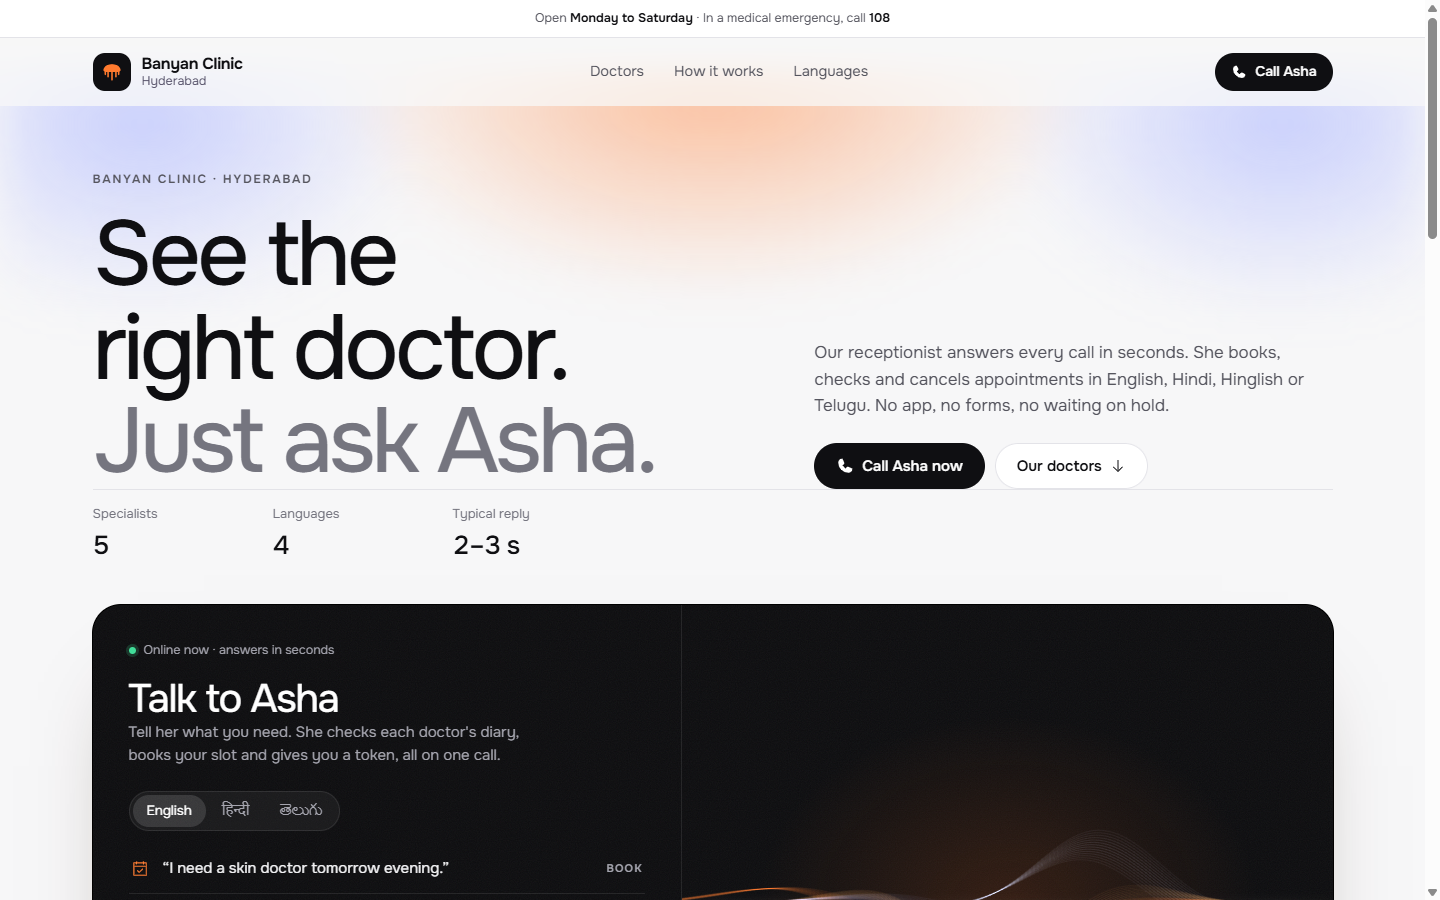 Open Monday to Saturday · In a medical emergency, call 108
Banyan Clinic
Hyderabad
Doctors
How it works
Languages
Call Asha
BANYAN CLINIC · HYDERABAD
See the
right doctor.
Just ask Asha.
Our receptionist answers every call in seconds. She books,
checks and cancels appointments in English, Hindi, Hinglish or
Telugu. No app, no forms, no waiting on hold.
Call Asha now
Our doctors ↓
Specialists
5
Languages
4
Typical reply
2–3 s
Online now · answers in seconds
Talk to Asha
Tell her what you need. She checks each doctor's diary,
books your slot and gives you a token, all on one call.
English
हिन्दी
తెలుగు
“I need a skin doctor tomorrow evening.”
BOOK